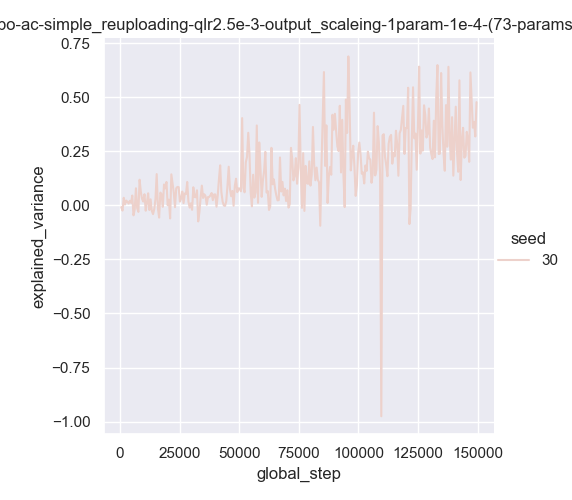 oo-ac-simple_reuploading-qlr2.5e-3-output_scaleing-1param-1e-4-(73-params
0.75
0.50
0.25
0.00
−0.25
−0.50
−0.75
−1.00
explained_variance
0 25000 50000 75000 100000 125000 150000
global_step
seed
30